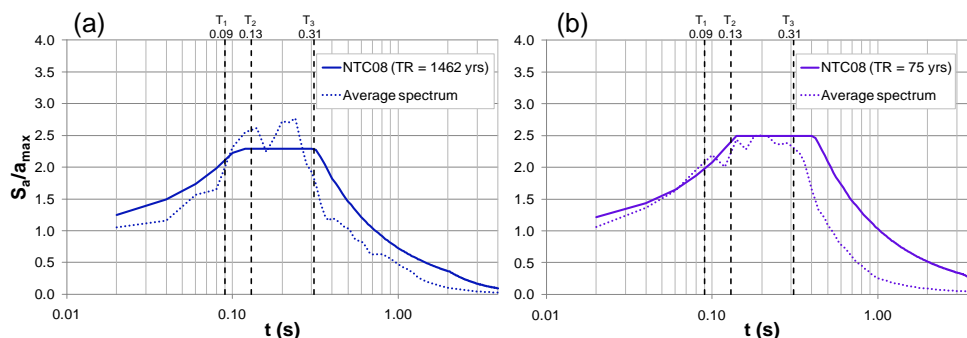 (a)
T1 T2 T3
0.09 0.13 0.31
4.0
3.5
3.0
2.5
2.0
1.5
1.0
0.5
0.0
Sa/amax
NTC08 (TR = 1462 yrs)
Average spectrum
0.01 0.10 1.00
t (s)
(b)
T1 T2 T3
0.09 0.13 0.31
4.0
3.5
3.0
2.5
2.0
1.5
1.0
0.5
0.0
NTC08 (TR = 75 yrs)
Average spectrum
0.01 0.10 1.00
t (s)